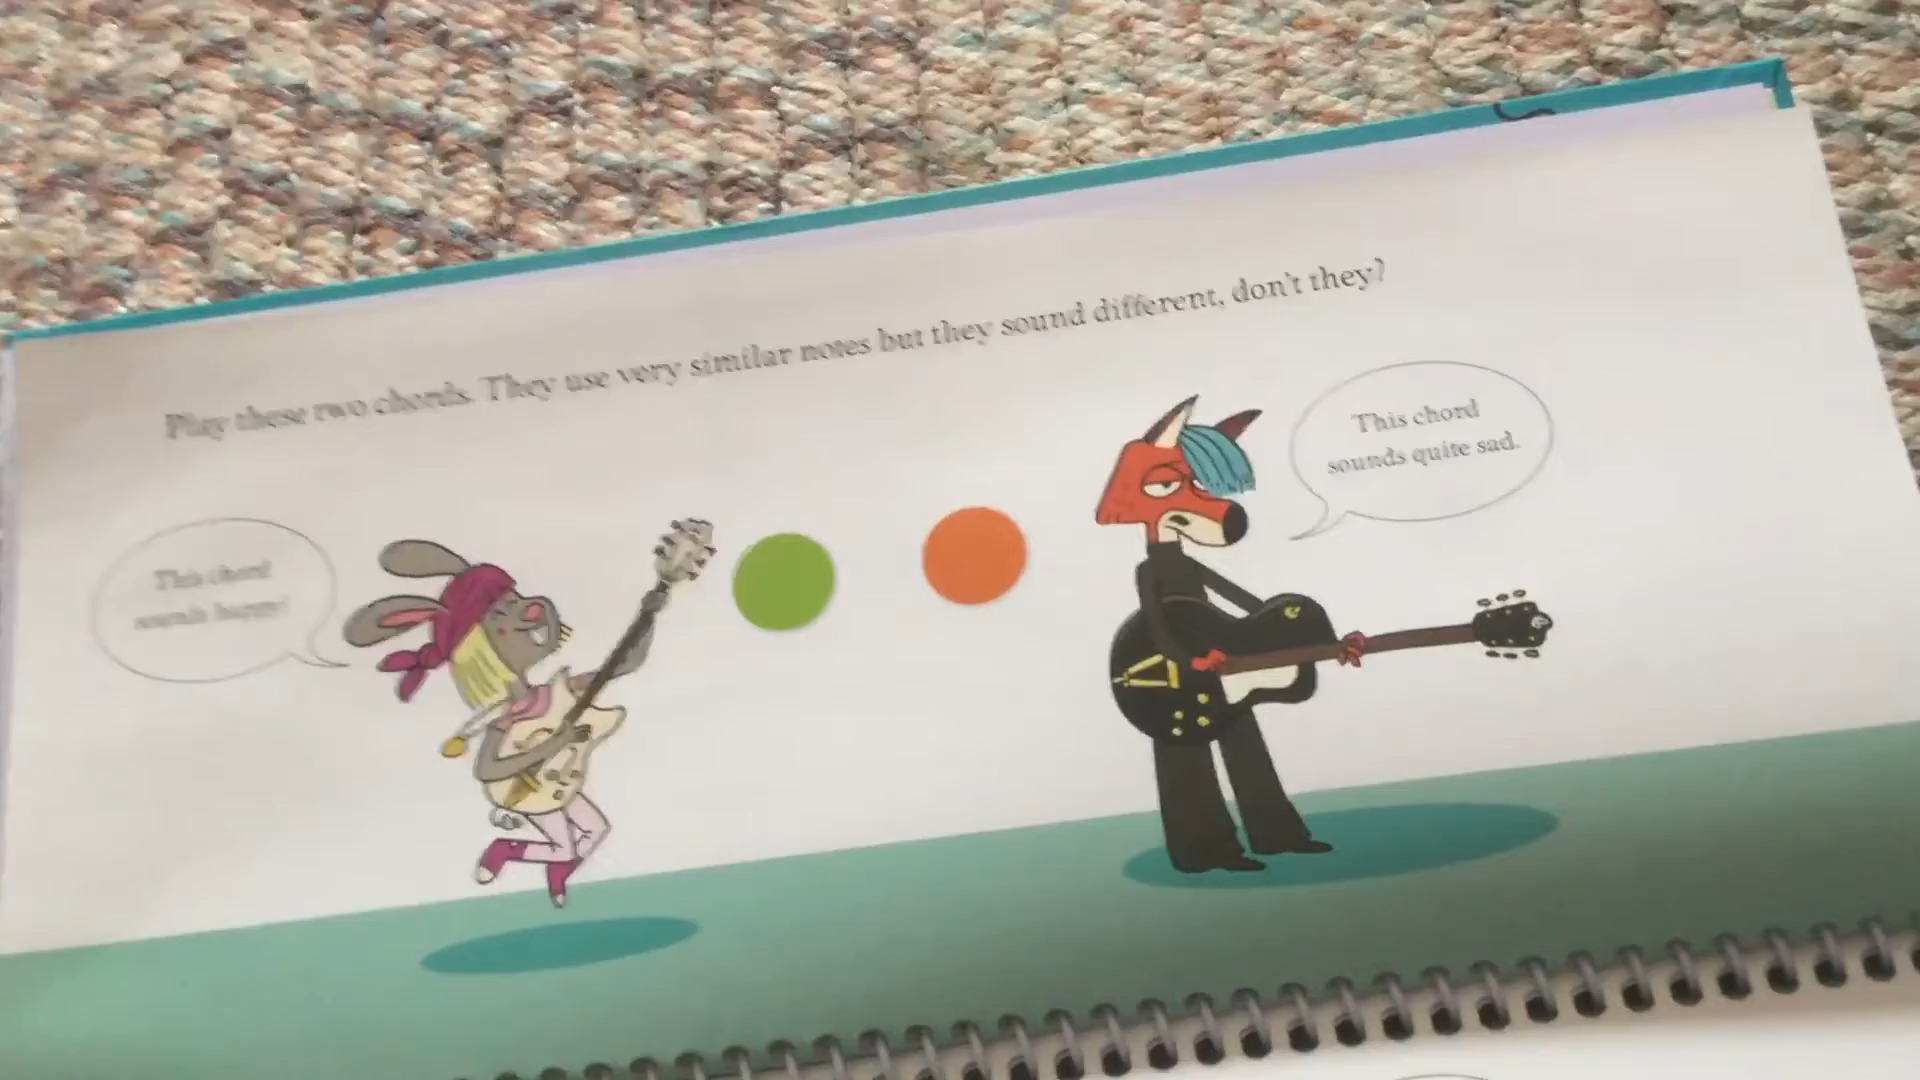 Play these two chords. They use very similar notes but they sound different, don't they?
This chord
sounds happy!
This chord
sounds quite sad.